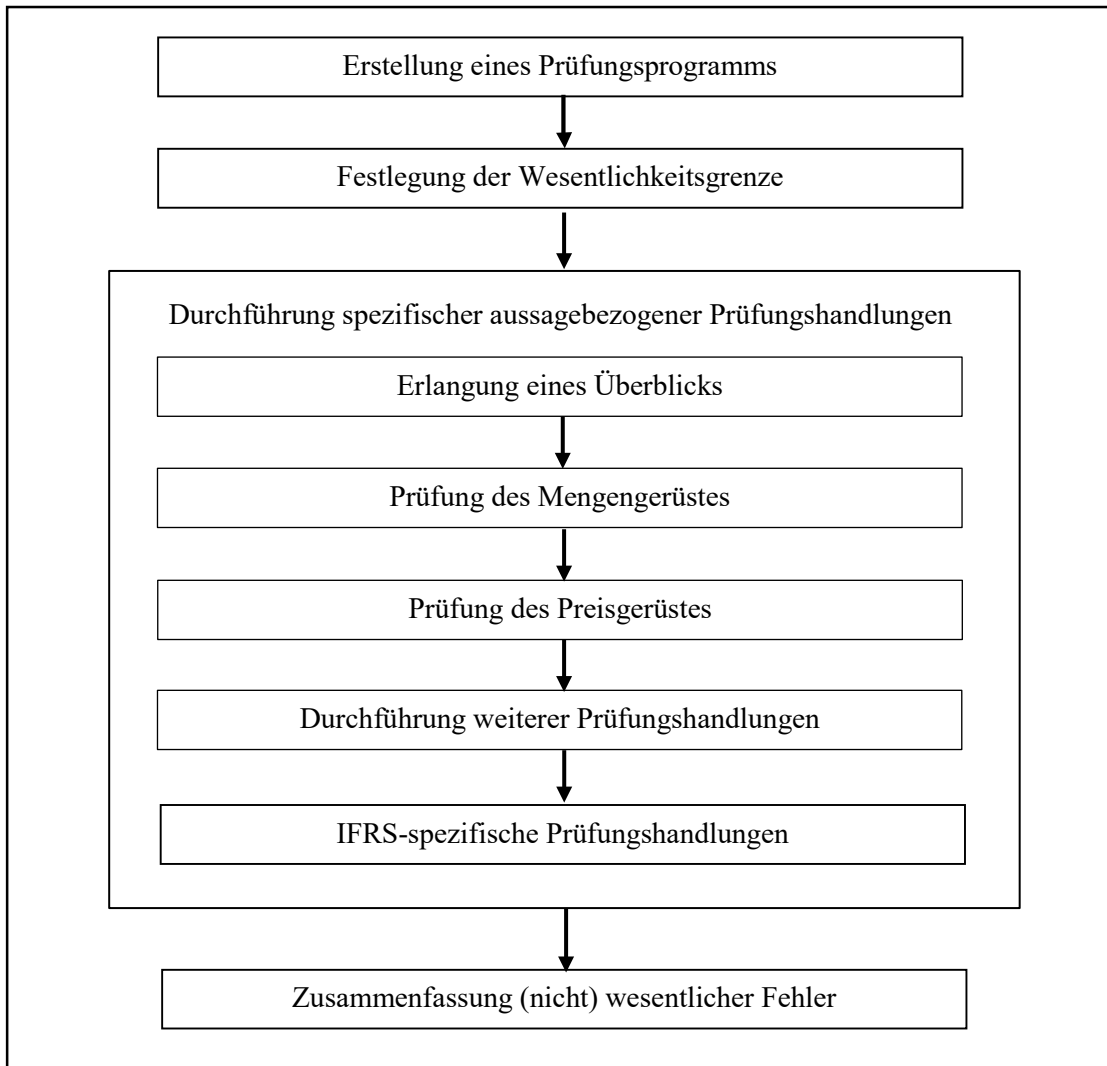 Erstellung eines Prüfungsprogramms
Festlegung der Wesentlichkeitsgrenze
Durchführung spezifischer aussagebezogener Prüfungshandlungen
Erlangung eines Überblicks
Prüfung des Mengengerüstes
Prüfung des Preisgerüstes
Durchführung weiterer Prüfungshandlungen
IFRS-spezifische Prüfungshandlungen
Zusammenfassung (nicht) wesentlicher Fehler